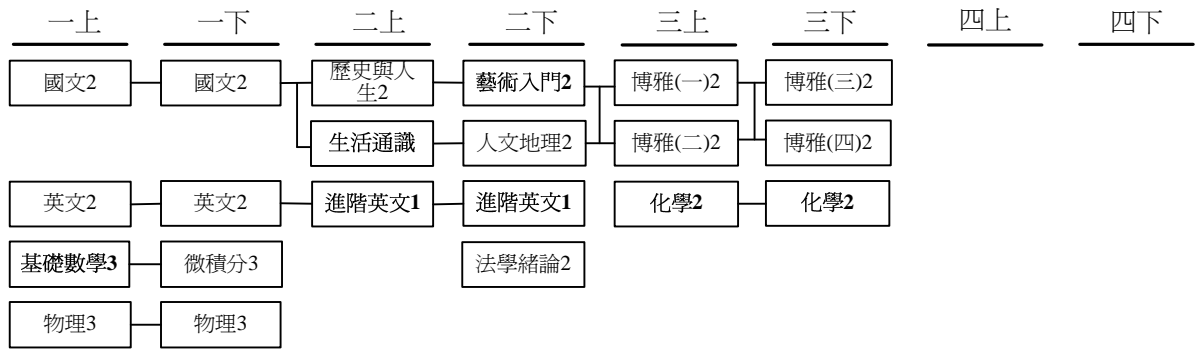 一上 一下 二上 二下 三上 三下 四上 四下
國文2 國文2 歷史與人 藝術入門2 博雅(一)2 博雅(三)2
生2
生活通識 人文地理2 博雅(二)2 博雅(四)2
英文2 英文2 進階英文1 進階英文1 化學2 化學2
基礎數學3 微積分3 法學緒論2
物理3 物理3